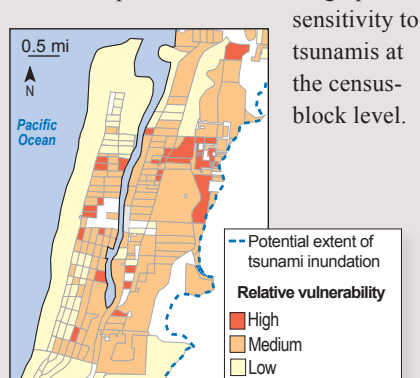 sensitivity to
tsunamis at
the census-
block level.
0.5 mi
N
Pacific
Ocean
Potential extent of
tsunami inundation
Relative vulnerability
High
Medium
Low